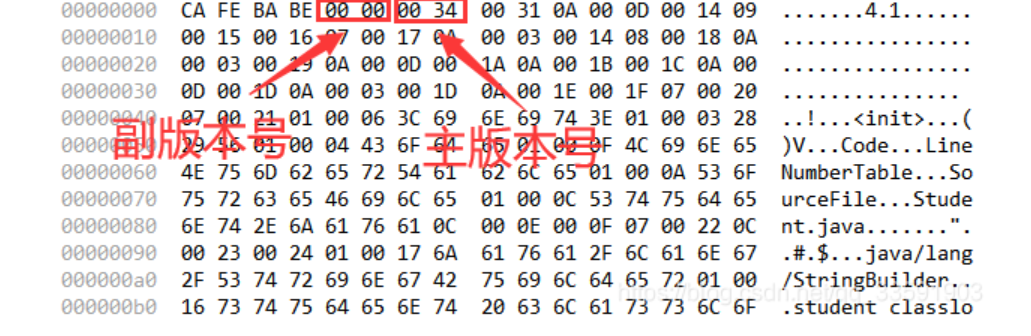 00000000 CA FE BA BE 00 00 00 34 00 31 0A 00 0D 00 14 09 .......4.1......
00000010 00 15 00 16 07 00 17 0A 00 03 00 14 08 00 18 0A ................
00000020 00 03 00 19 0A 00 0D 00 1A 0A 00 1B 00 1C 0A 00 ................
00000030 0D 00 1D 0A 00 03 00 1D 0A 00 1E 00 1F 07 00 20 ...............
00000040 07 00 21 01 00 06 3C 69 6E 69 74 3E 01 00 03 28 ..!...<init>...(
副版本号 主版本号
00000050 29 56 01 00 04 43 6F 64 65 01 00 0F 4C 69 6E 65 )V...Code...Line
00000060 4E 75 6D 62 65 72 54 61 62 6C 65 01 00 0A 53 6F NumberTable...So
00000070 75 72 63 65 46 69 6C 65 01 00 0C 53 74 75 64 65 urceFile...Stude
00000080 6E 74 2E 6A 61 76 61 0C 00 0E 00 0F 07 00 22 0C nt.java.......".
00000090 00 23 00 24 01 00 17 6A 61 76 61 2F 6C 61 6E 67 .#.$...java/lang
000000a0 2F 53 74 72 69 6E 67 42 75 69 6C 64 65 72 01 00 /StringBuilder..
https://blog.csdn.net/qq_33591903
000000b0 16 73 74 75 64 65 6E 74 20 63 6C 61 73 73 6C 6F .student classlo